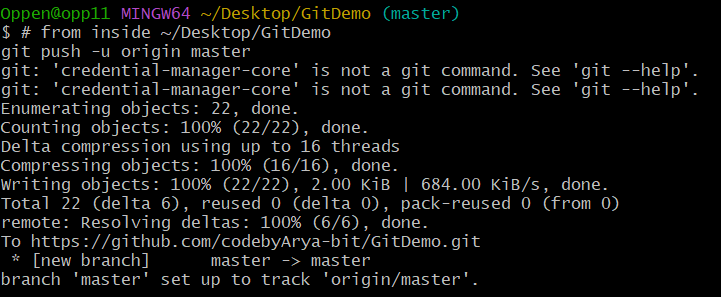 Oppen@opp11 MINGW64 ~/Desktop/GitDemo (master)
$ # from inside ~/Desktop/GitDemo
git push -u origin master
git: 'credential-manager-core' is not a git command. See 'git --help'.
git: 'credential-manager-core' is not a git command. See 'git --help'.
Enumerating objects: 22, done.
Counting objects: 100% (22/22), done.
Delta compression using up to 16 threads
Compressing objects: 100% (16/16), done.
Writing objects: 100% (22/22), 2.00 KiB | 684.00 KiB/s, done.
Total 22 (delta 6), reused 0 (delta 0), pack-reused 0 (from 0)
remote: Resolving deltas: 100% (6/6), done.
To https://github.com/codebyArya-bit/GitDemo.git
 * [new branch]      master -> master
branch 'master' set up to track 'origin/master'.